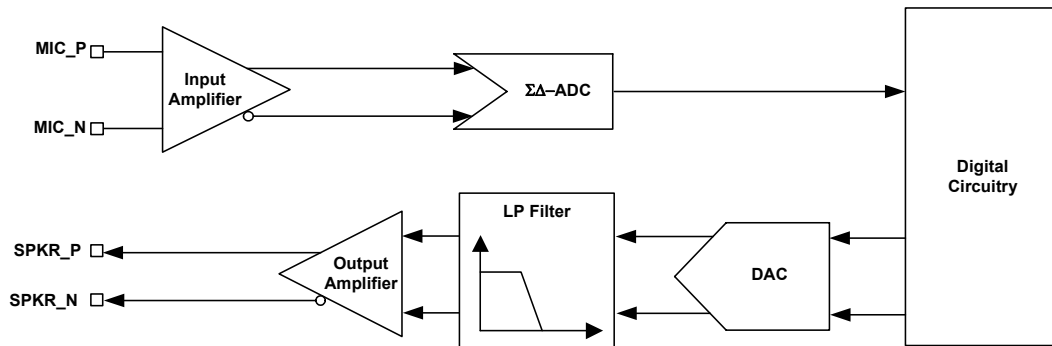 MIC_P
MIC_N
Input
Amplifier
ΣΔ–ADC
Digital
Circuitry
LP Filter
SPKR_P
SPKR_N
Output
Amplifier
DAC